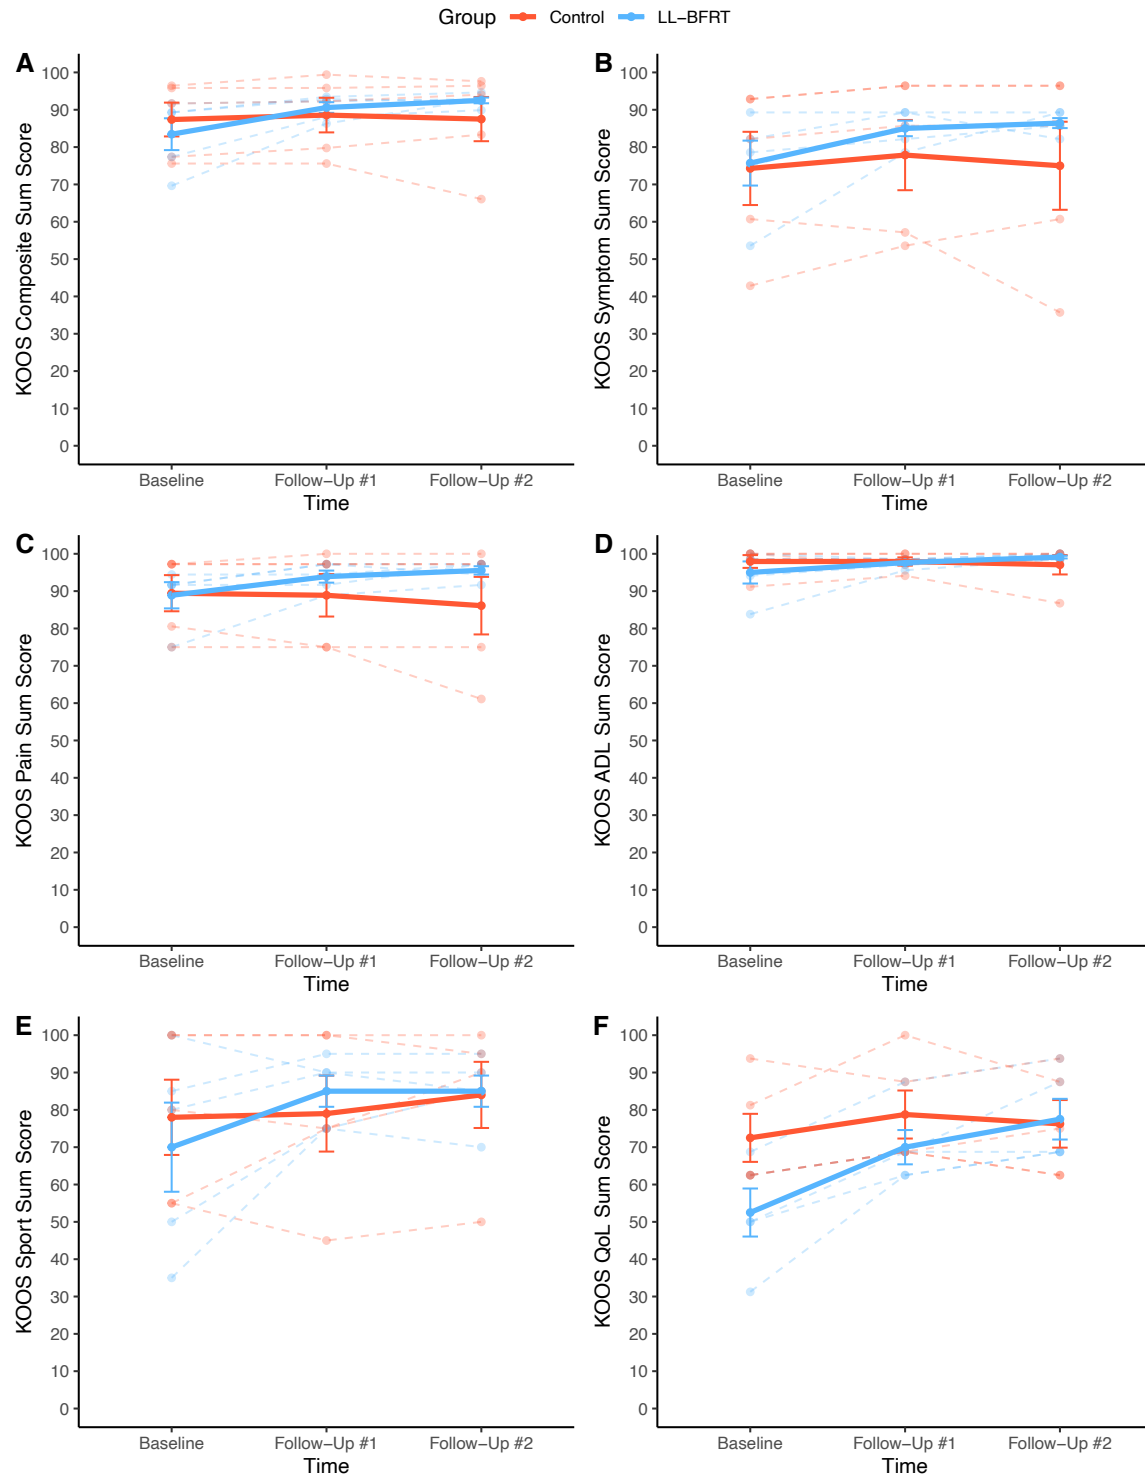 Group Control LL−BFRT
A
KOOS Composite Sum Score
100
90
80
70
60
50
40
30
20
10
0
Baseline Follow−Up #1 Follow−Up #2
Time
B
KOOS Symptom Sum Score
100
90
80
70
60
50
40
30
20
10
0
Baseline Follow−Up #1 Follow−Up #2
Time
C
KOOS Pain Sum Score
100
90
80
70
60
50
40
30
20
10
0
Baseline Follow−Up #1 Follow−Up #2
Time
D
KOOS ADL Sum Score
100
90
80
70
60
50
40
30
20
10
0
Baseline Follow−Up #1 Follow−Up #2
Time
E
KOOS Sport Sum Score
100
90
80
70
60
50
40
30
20
10
0
Baseline Follow−Up #1 Follow−Up #2
Time
F
KOOS QoL Sum Score
100
90
80
70
60
50
40
30
20
10
0
Baseline Follow−Up #1 Follow−Up #2
Time